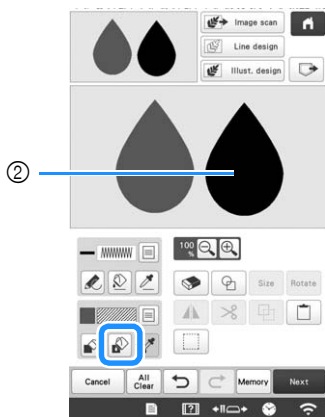 Image scan
Line design
Illust. design
②
100 %
Size
Rotate
Cancel
All Clear
Memory
Next